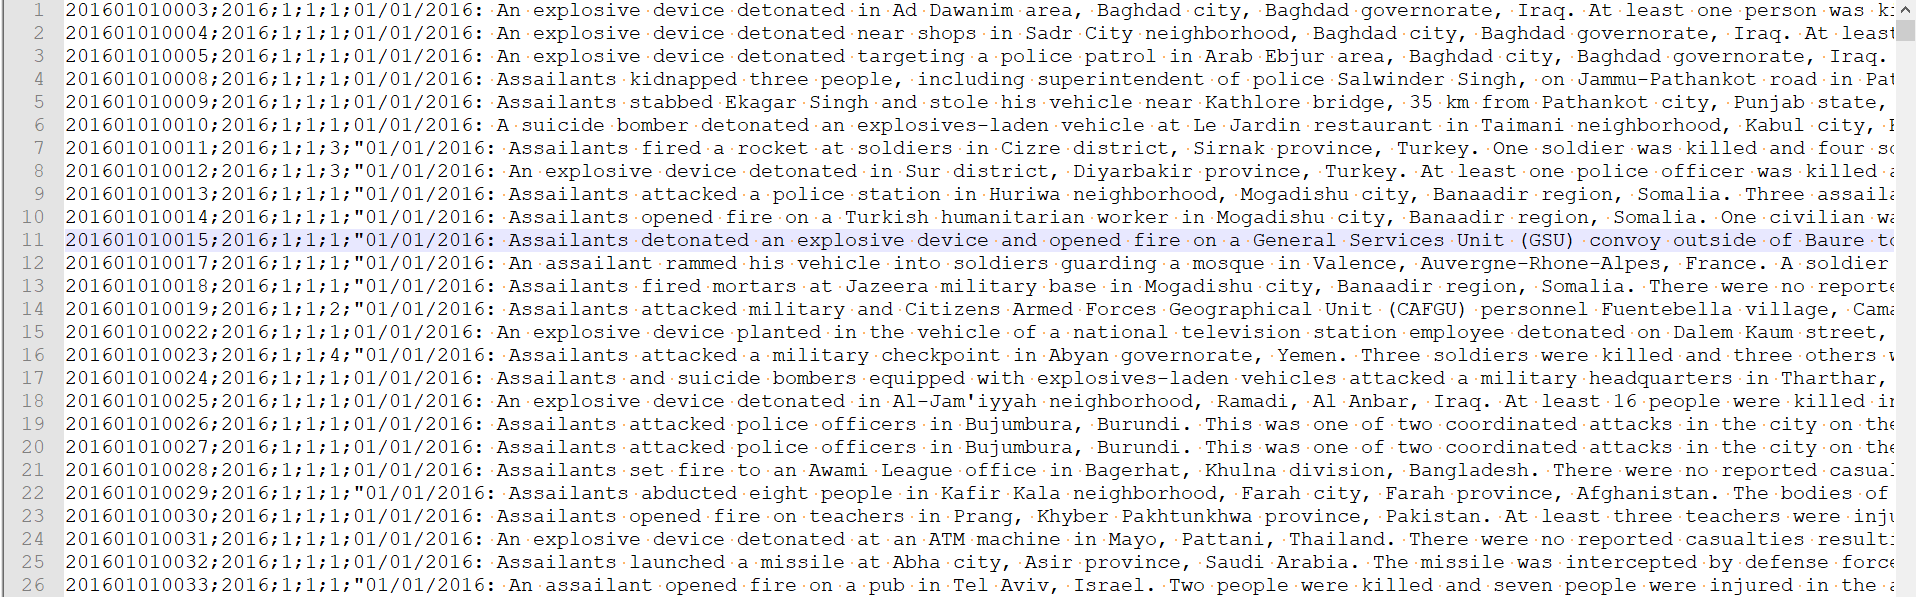 1 201601010003;2016;1;1;1;01/01/2016: An explosive device detonated in Ad Dawanim area, Baghdad city, Baghdad governorate, Iraq. At least one person was
2 201601010004;2016;1;1;1;01/01/2016: An explosive device detonated near shops in Sadr City neighborhood, Baghdad city, Baghdad governorate, Iraq. At least
3 201601010005;2016;1;1;1;01/01/2016: An explosive device detonated targeting a police patrol in Arab Ebjur area, Baghdad city, Baghdad governorate, Iraq.
4 201601010008;2016;1;1;1;01/01/2016: Assailants kidnapped three people, including superintendent of police Salwinder Singh, on Jammu-Pathankot road in
5 201601010009;2016;1;1;1;01/01/2016: Assailants stabbed Ekagar Singh and stole his vehicle near Kathlore bridge, 35 km from Pathankot city, Punjab state,
6 201601010010;2016;1;1;1;01/01/2016: A suicide bomber detonated an explosives-laden vehicle at Le Jardin restaurant in Taimani neighborhood, Kabul city,
7 201601010011;2016;1;1;3;"01/01/2016: Assailants fired a rocket at soldiers in Cizre district, Sirnak province, Turkey. One soldier was killed and four
8 201601010012;2016;1;1;3;"01/01/2016: An explosive device detonated in Sur district, Diyarbakir province, Turkey. At least one police officer was killed
9 201601010013;2016;1;1;1;"01/01/2016: Assailants attacked a police station in Huriwa neighborhood, Mogadishu city, Banaadir region, Somalia. Three
10 201601010014;2016;1;1;1;"01/01/2016: Assailants opened fire on a Turkish humanitarian worker in Mogadishu city, Banaadir region, Somalia. One civilian
11 201601010015;2016;1;1;1;"01/01/2016: Assailants detonated an explosive device and opened fire on a General Services Unit (GSU) convoy outside of Baure
12 201601010017;2016;1;1;1;"01/01/2016: An assailant rammed his vehicle into soldiers guarding a mosque in Valence, Auvergne-Rhone-Alpes, France. A soldier
13 201601010018;2016;1;1;1;"01/01/2016: Assailants fired mortars at Jazeera military base in Mogadishu city, Banaadir region, Somalia. There were no
14 201601010019;2016;1;1;2;"01/01/2016: Assailants attacked military and Citizens Armed Forces Geographical Unit (CAFGU) personnel Fuentebella village,
15 201601010022;2016;1;1;1;01/01/2016: An explosive device planted in the vehicle of a national television station employee detonated on Dalem Kaum street,
16 201601010023;2016;1;1;4;"01/01/2016: Assailants attacked a military checkpoint in Abyan governorate, Yemen. Three soldiers were killed and three others
17 201601010024;2016;1;1;1;01/01/2016: Assailants and suicide bombers equipped with explosives-laden vehicles attacked a military headquarters in Tharthar,
18 201601010025;2016;1;1;1;01/01/2016: An explosive device detonated in Al-Jam'iyyah neighborhood, Ramadi, Al Anbar, Iraq. At least 16 people were killed in
19 201601010026;2016;1;1;1;01/01/2016: Assailants attacked police officers in Bujumbura, Burundi. This was one of two coordinated attacks in the city on the
20 201601010027;2016;1;1;1;01/01/2016: Assailants attacked police officers in Bujumbura, Burundi. This was one of two coordinated attacks in the city on the
21 201601010028;2016;1;1;1;01/01/2016: Assailants set fire to an Awami League office in Bagerhat, Khulna division, Bangladesh. There were no reported
22 201601010029;2016;1;1;1;"01/01/2016: Assailants abducted eight people in Kafir Kala neighborhood, Farah city, Farah province, Afghanistan. The bodies of
23 201601010030;2016;1;1;1;01/01/2016: Assailants opened fire on teachers in Prang, Khyber Pakhtunkhwa province, Pakistan. At least three teachers were
24 201601010031;2016;1;1;1;01/01/2016: An explosive device detonated at an ATM machine in Mayo, Pattani, Thailand. There were no reported casualties
25 201601010032;2016;1;1;1;01/01/2016: Assailants launched a missile at Abha city, Asir province, Saudi Arabia. The missile was intercepted by defense
26 201601010033;2016;1;1;1;"01/01/2016: An assailant opened fire on a pub in Tel Aviv, Israel. Two people were killed and seven people were injured in the